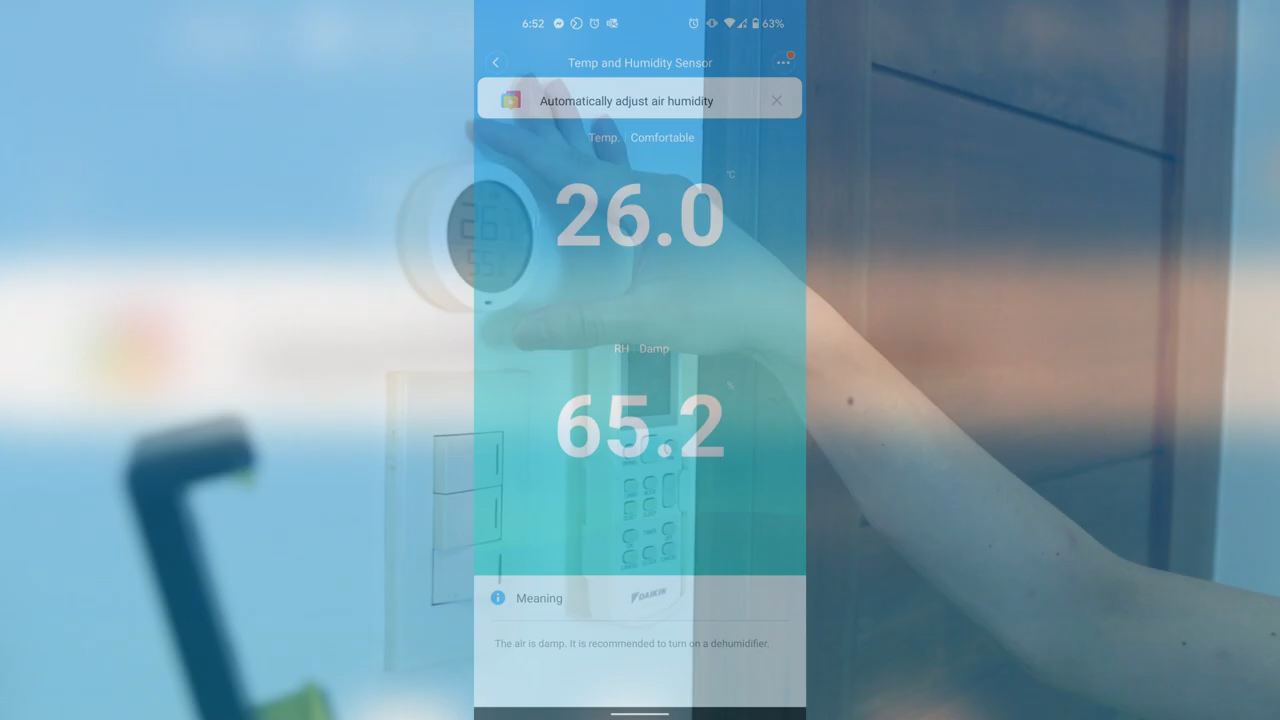 6:52 63%
Temp and Humidity Sensor
Automatically adjust air humidity
Temp. Comfortable
°C
26.0
RH Damp
%
65.2
Meaning
DAIKIN
The air is damp. It is recommended to turn on a dehumidifier.